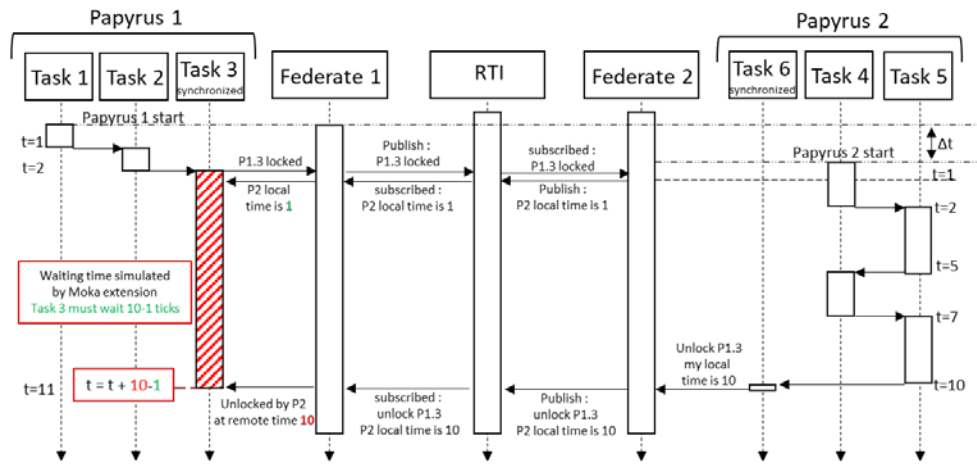 Papyrus 1
Papyrus 2
Task 1
Task 2
Task 3
synchronized
Federate 1
RTI
Federate 2
Task 6
synchronized
Task 4
Task 5
Papyrus 1 start
t=1
t=2
P1.3 locked
P2 local
time is 1
Publish :
P1.3 locked
subscribed :
P2 local time is 1
subscribed :
P1.3 locked
Publish :
P2 local time is 1
Δt
Papyrus 2 start
t=1
t=2
t=5
t=7
t=10
Waiting time simulated
by Moka extension
Task 3 must wait 10-1 ticks
t=11
t = t + 10-1
Unlocked by P2
at remote time 10
subscribed :
unlock P1.3
P2 local time is 10
Publish :
unlock P1.3
P2 local time is 10
Unlock P1.3
my local
time is 10